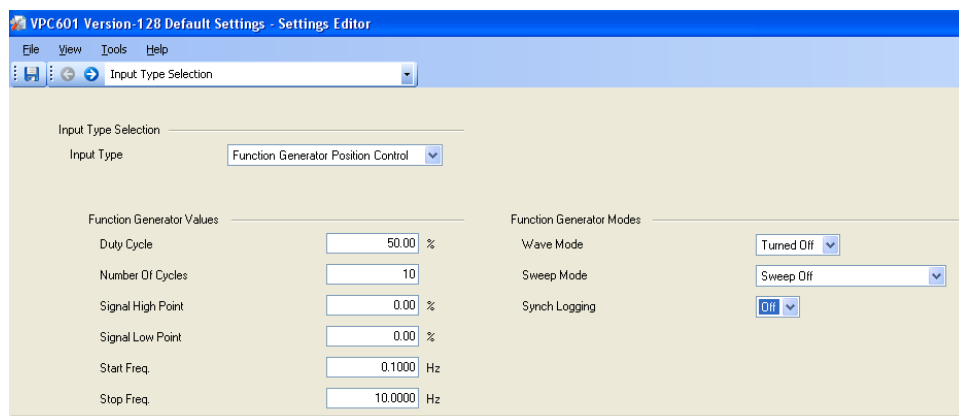 VPC601 Version-128 Default Settings - Settings Editor
File View Tools Help
Input Type Selection
Input Type Selection
Input Type Function Generator Position Control
Function Generator Values Function Generator Modes
Duty Cycle 50.00 % Wave Mode Turned Off
Number Of Cycles 10 Sweep Mode Sweep Off
Signal High Point 0.00 % Synch Logging Off
Signal Low Point 0.00 %
Start Freq. 0.1000 Hz
Stop Freq. 10.0000 Hz